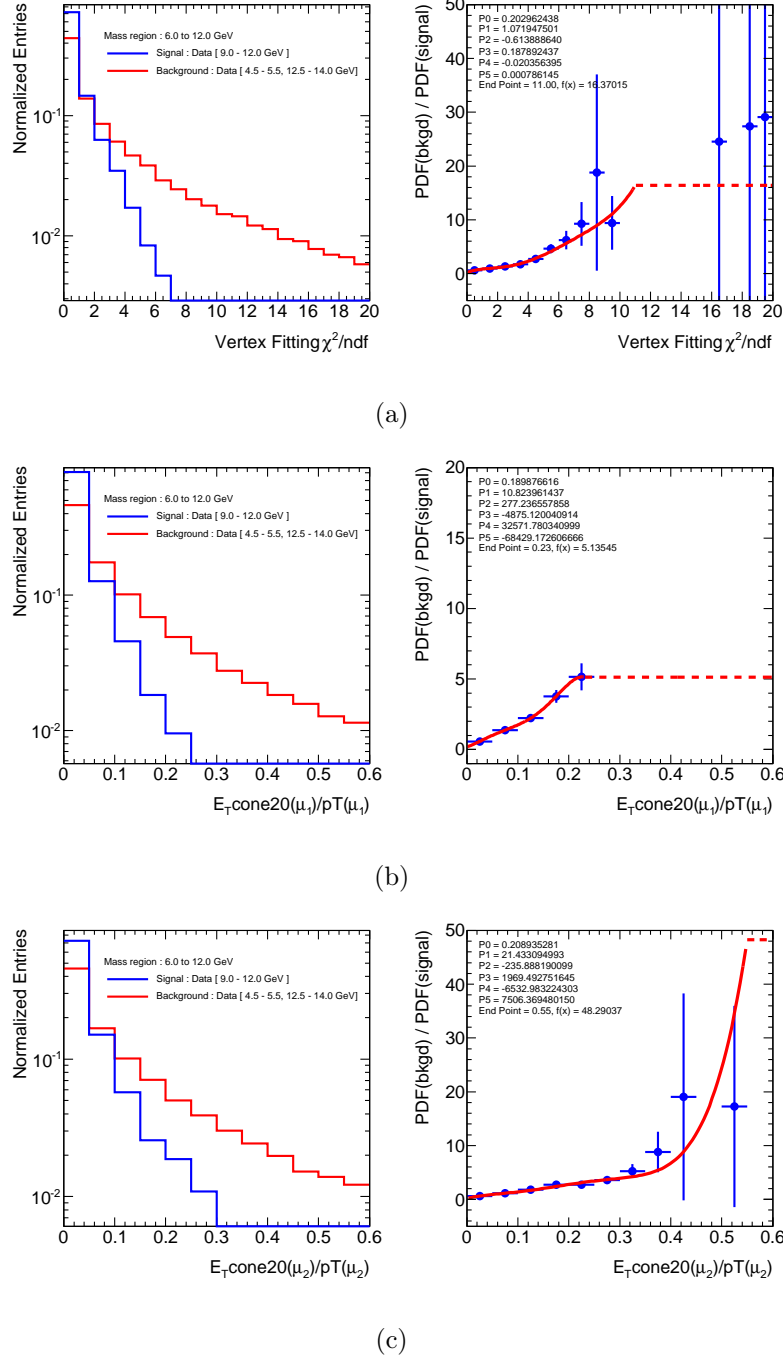 Normalized Entries
10⁻¹
10⁻²
Mass region : 6.0 to 12.0 GeV
Signal : Data [ 9.0 - 12.0 GeV ]
Background : Data [ 4.5 - 5.5, 12.5 - 14.0 GeV]
0 2 4 6 8 10 12 14 16 18 20
Vertex Fitting χ²/ndf
PDF(bkgd) / PDF(signal)
50
40
30
20
10
0
P0 = 0.202962438
P1 = 1.071947501
P2 = -0.613888640
P3 = 0.187892437
P4 = -0.020356395
P5 = 0.000786145
End Point = 11.00, f(x) = 16.37015
0 2 4 6 8 10 12 14 16 18 20
Vertex Fitting χ²/ndf
(a)
Normalized Entries
10⁻¹
10⁻²
Mass region : 6.0 to 12.0 GeV
Signal : Data [ 9.0 - 12.0 GeV ]
Background : Data [ 4.5 - 5.5, 12.5 - 14.0 GeV]
0 0.1 0.2 0.3 0.4 0.5 0.6
E_Tcone20(μ₁)/pT(μ₁)
PDF(bkgd) / PDF(signal)
20
15
10
5
0
P0 = 0.189876616
P1 = 10.823961437
P2 = 277.236557858
P3 = -4875.120040914
P4 = 32571.780340999
P5 = -68429.172606666
End Point = 0.23, f(x) = 5.13545
0 0.1 0.2 0.3 0.4 0.5 0.6
E_Tcone20(μ₁)/pT(μ₁)
(b)
Normalized Entries
10⁻¹
10⁻²
Mass region : 6.0 to 12.0 GeV
Signal : Data [ 9.0 - 12.0 GeV ]
Background : Data [ 4.5 - 5.5, 12.5 - 14.0 GeV]
0 0.1 0.2 0.3 0.4 0.5 0.6
E_Tcone20(μ₂)/pT(μ₂)
PDF(bkgd) / PDF(signal)
50
40
30
20
10
0
P0 = 0.208935281
P1 = 21.433094993
P2 = -235.888190099
P3 = 1969.492751645
P4 = -6532.983224303
P5 = 7506.369480150
End Point = 0.55, f(x) = 48.29037
0 0.1 0.2 0.3 0.4 0.5 0.6
E_Tcone20(μ₂)/pT(μ₂)
(c)